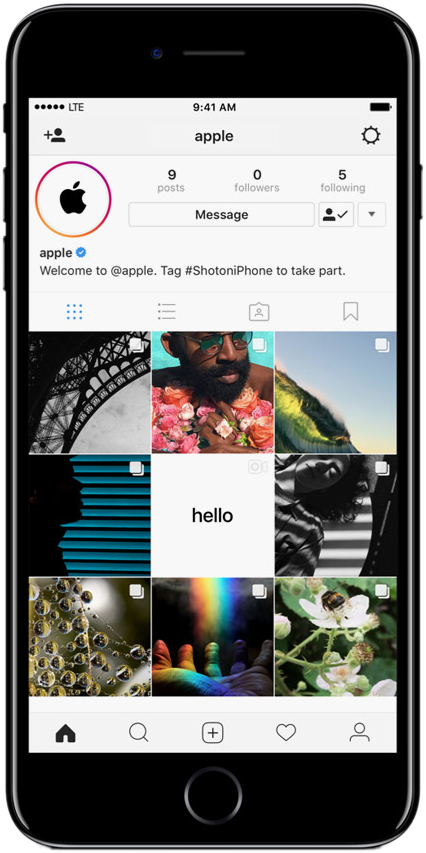 ●●●●● LTE 9:41 AM
apple
9 0 5
posts followers following
Message
apple
Welcome to @apple. Tag #ShotoniPhone to take part.
hello